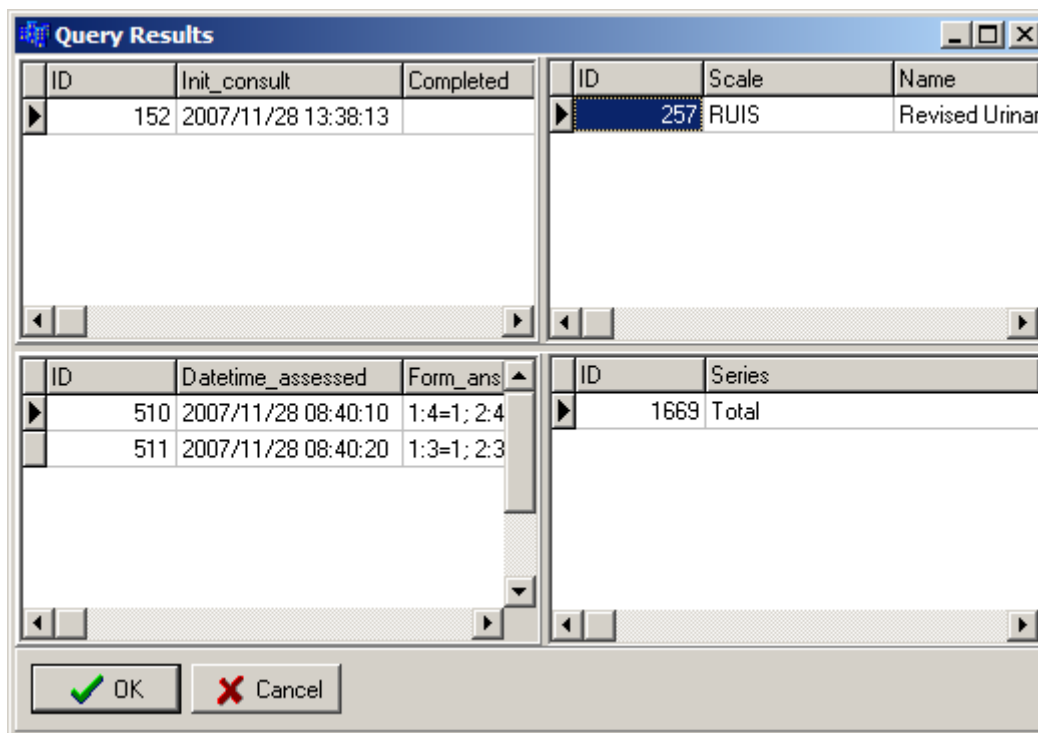 Query Results
ID Init_consult Completed
152 2007/11/28 13:38:13
ID Scale Name
257 RUIS Revised Urinar
ID Datetime_assessed Form_ans
510 2007/11/28 08:40:10 1:4=1; 2:4
511 2007/11/28 08:40:20 1:3=1; 2:3
ID Series
1669 Total
OK Cancel